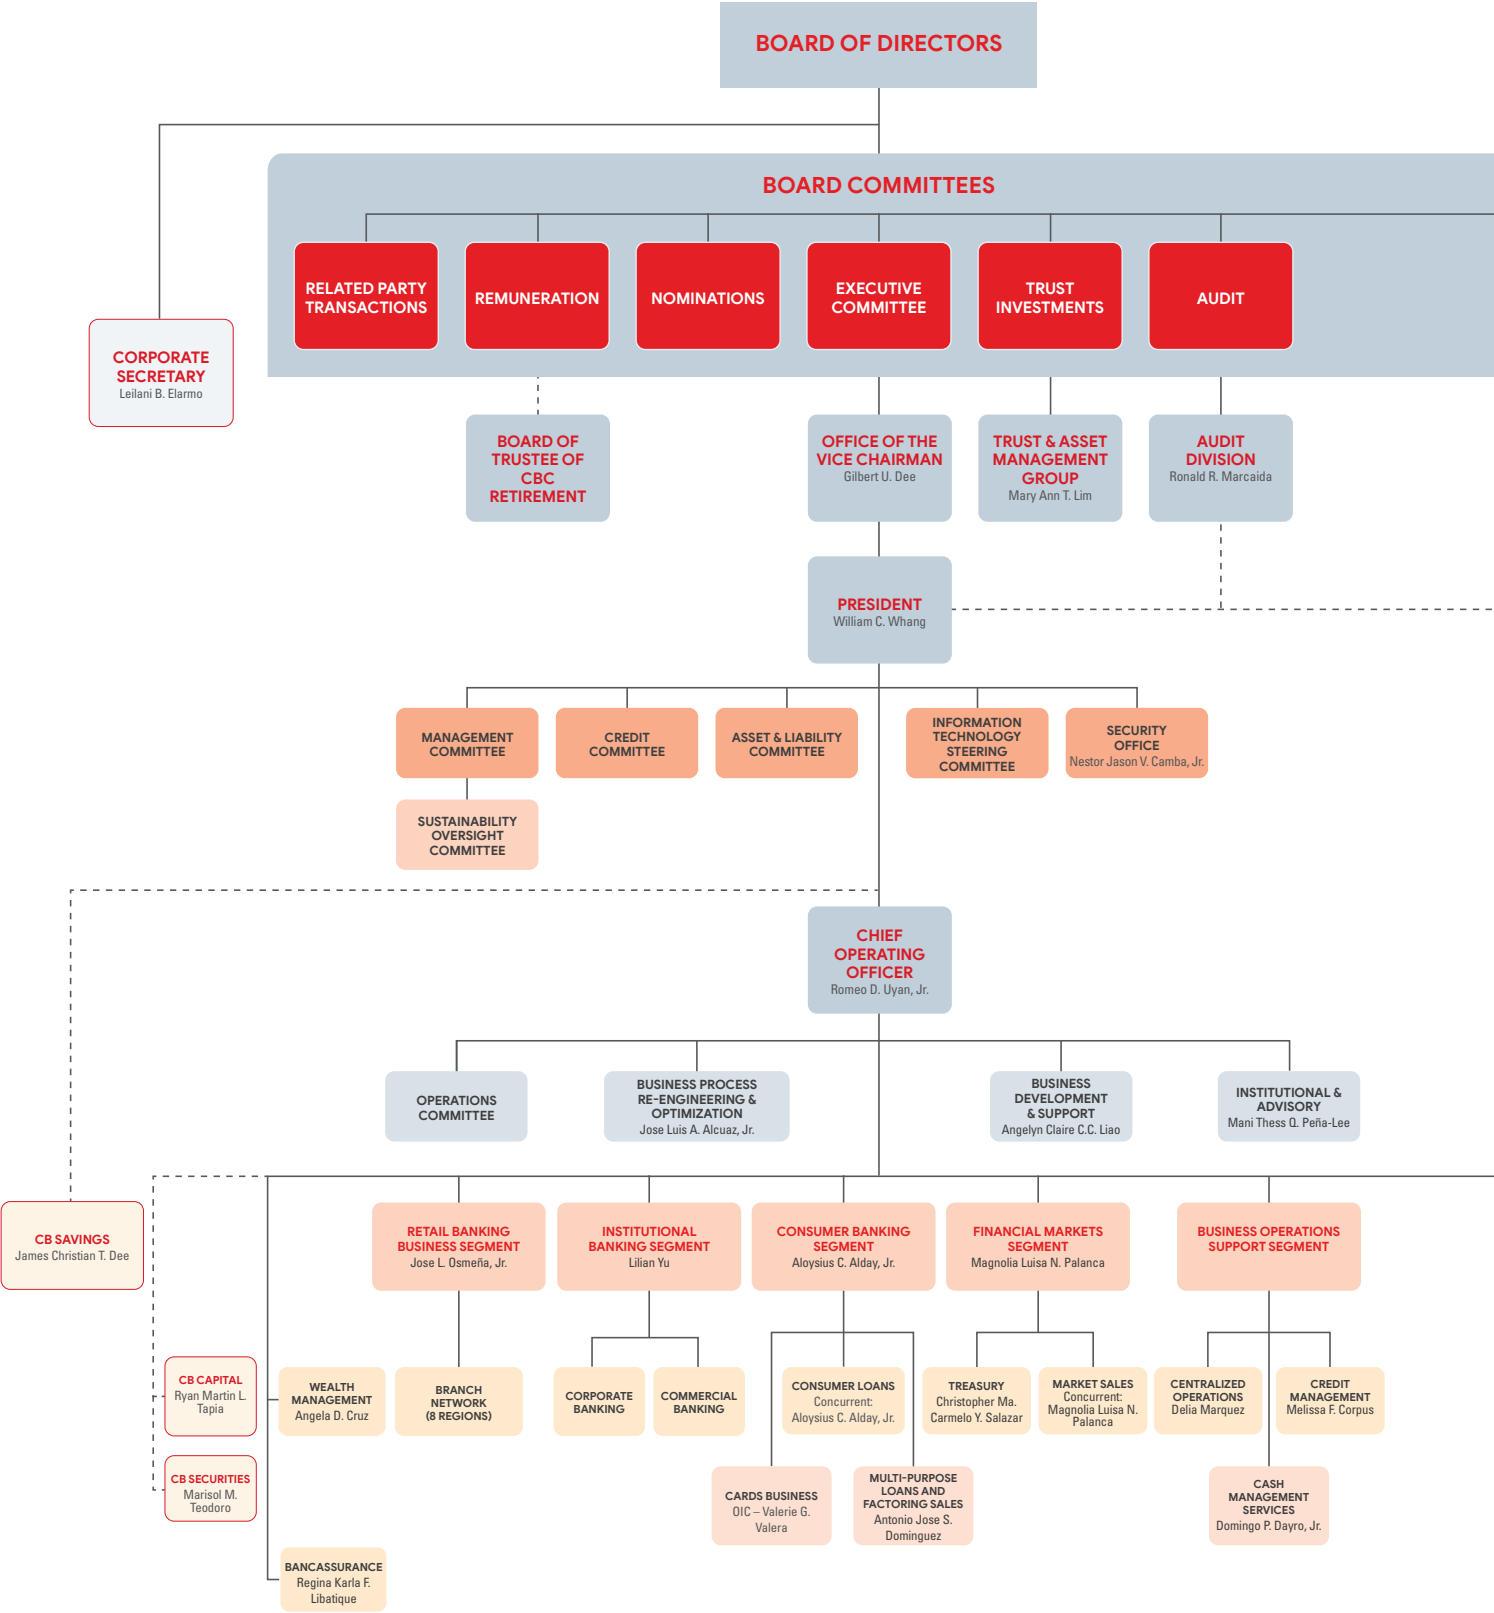 BOARD OF DIRECTORS
BOARD COMMITTEES
RELATED PARTY
TRANSACTIONS
REMUNERATION
NOMINATIONS
EXECUTIVE
COMMITTEE
TRUST
INVESTMENTS
AUDIT
CORPORATE
SECRETARY
Leilani B. Elarmo
BOARD OF
TRUSTEE OF
CBC
RETIREMENT
OFFICE OF THE
VICE CHAIRMAN
Gilbert U. Dee
TRUST & ASSET
MANAGEMENT
GROUP
Mary Ann T. Lim
AUDIT
DIVISION
Ronald R. Marcaida
PRESIDENT
William C. Whang
MANAGEMENT
COMMITTEE
CREDIT
COMMITTEE
ASSET & LIABILITY
COMMITTEE
INFORMATION
TECHNOLOGY
STEERING
COMMITTEE
SECURITY
OFFICE
Nestor Jason V. Camba, Jr.
SUSTAINABILITY
OVERSIGHT
COMMITTEE
CHIEF
OPERATING
OFFICER
Romeo D. Uyan, Jr.
OPERATIONS
COMMITTEE
BUSINESS PROCESS
RE-ENGINEERING &
OPTIMIZATION
Jose Luis A. Alcuaz, Jr.
BUSINESS
DEVELOPMENT
& SUPPORT
Angelyn Claire C.C. Liao
INSTITUTIONAL &
ADVISORY
Mani Thess Q. Peña-Lee
CB SAVINGS
James Christian T. Dee
RETAIL BANKING
BUSINESS SEGMENT
Jose L. Osmeña, Jr.
INSTITUTIONAL
BANKING SEGMENT
Lilian Yu
CONSUMER BANKING
SEGMENT
Aloysius C. Alday, Jr.
FINANCIAL MARKETS
SEGMENT
Magnolia Luisa N. Palanca
BUSINESS OPERATIONS
SUPPORT SEGMENT
CB CAPITAL
Ryan Martin L.
Tapia
WEALTH
MANAGEMENT
Angela D. Cruz
BRANCH
NETWORK
(8 REGIONS)
CORPORATE
BANKING
COMMERCIAL
BANKING
CONSUMER LOANS
Concurrent:
Aloysius C. Alday, Jr.
TREASURY
Christopher Ma.
Carmelo Y. Salazar
MARKET SALES
Concurrent:
Magnolia Luisa N.
Palanca
CENTRALIZED
OPERATIONS
Delia Marquez
CREDIT
MANAGEMENT
Melissa F. Corpus
CB SECURITIES
Marisol M.
Teodoro
CARDS BUSINESS
OIC – Valerie G.
Valera
MULTI-PURPOSE
LOANS AND
FACTORING SALES
Antonio Jose S.
Dominguez
CASH
MANAGEMENT
SERVICES
Domingo P. Dayro, Jr.
BANCASSURANCE
Regina Karla F.
Libatique